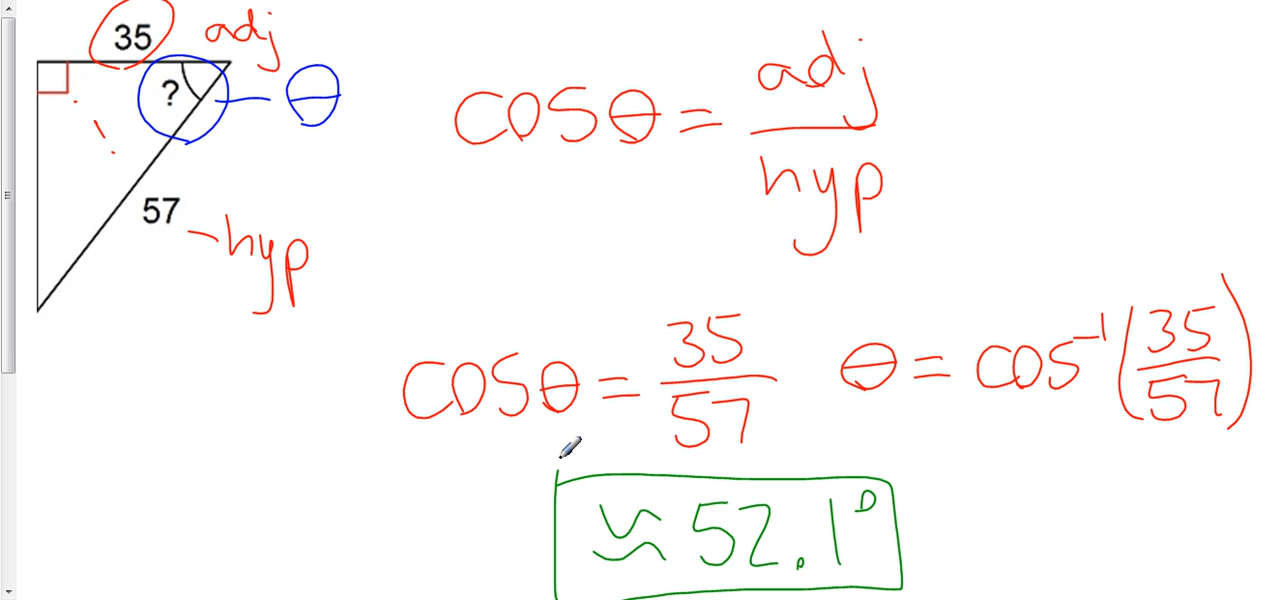 35 adj
? θ
57 hyp
cosθ = adj/hyp
cosθ = 35/57
θ = cos⁻¹(35/57)
≈ 52.1°